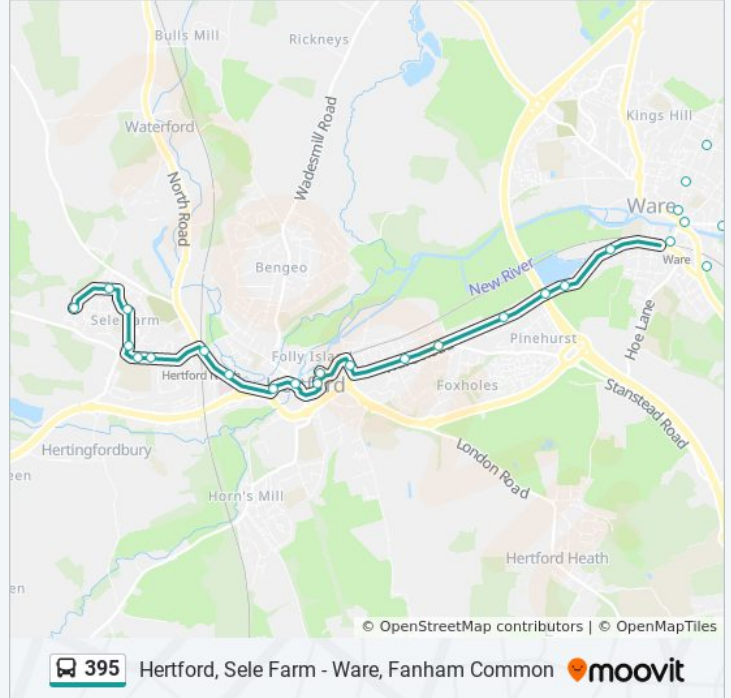 Bulls Mill
Rickneys
Kings Hill
Waterford
Wadesmill Road
North Road
Ware
Bengeo
New River
Ware
Sele Farm
Hoe Lane
Pinehurst
Folly Isla
Hertford N
Foxholes
Stanstead Road
Hertingfordbury
London Road
een
Horn's Mill
Hertford Heath
en
© OpenStreetMap contributors | © OpenMapTiles
395 Hertford, Sele Farm - Ware, Fanham Common moovit